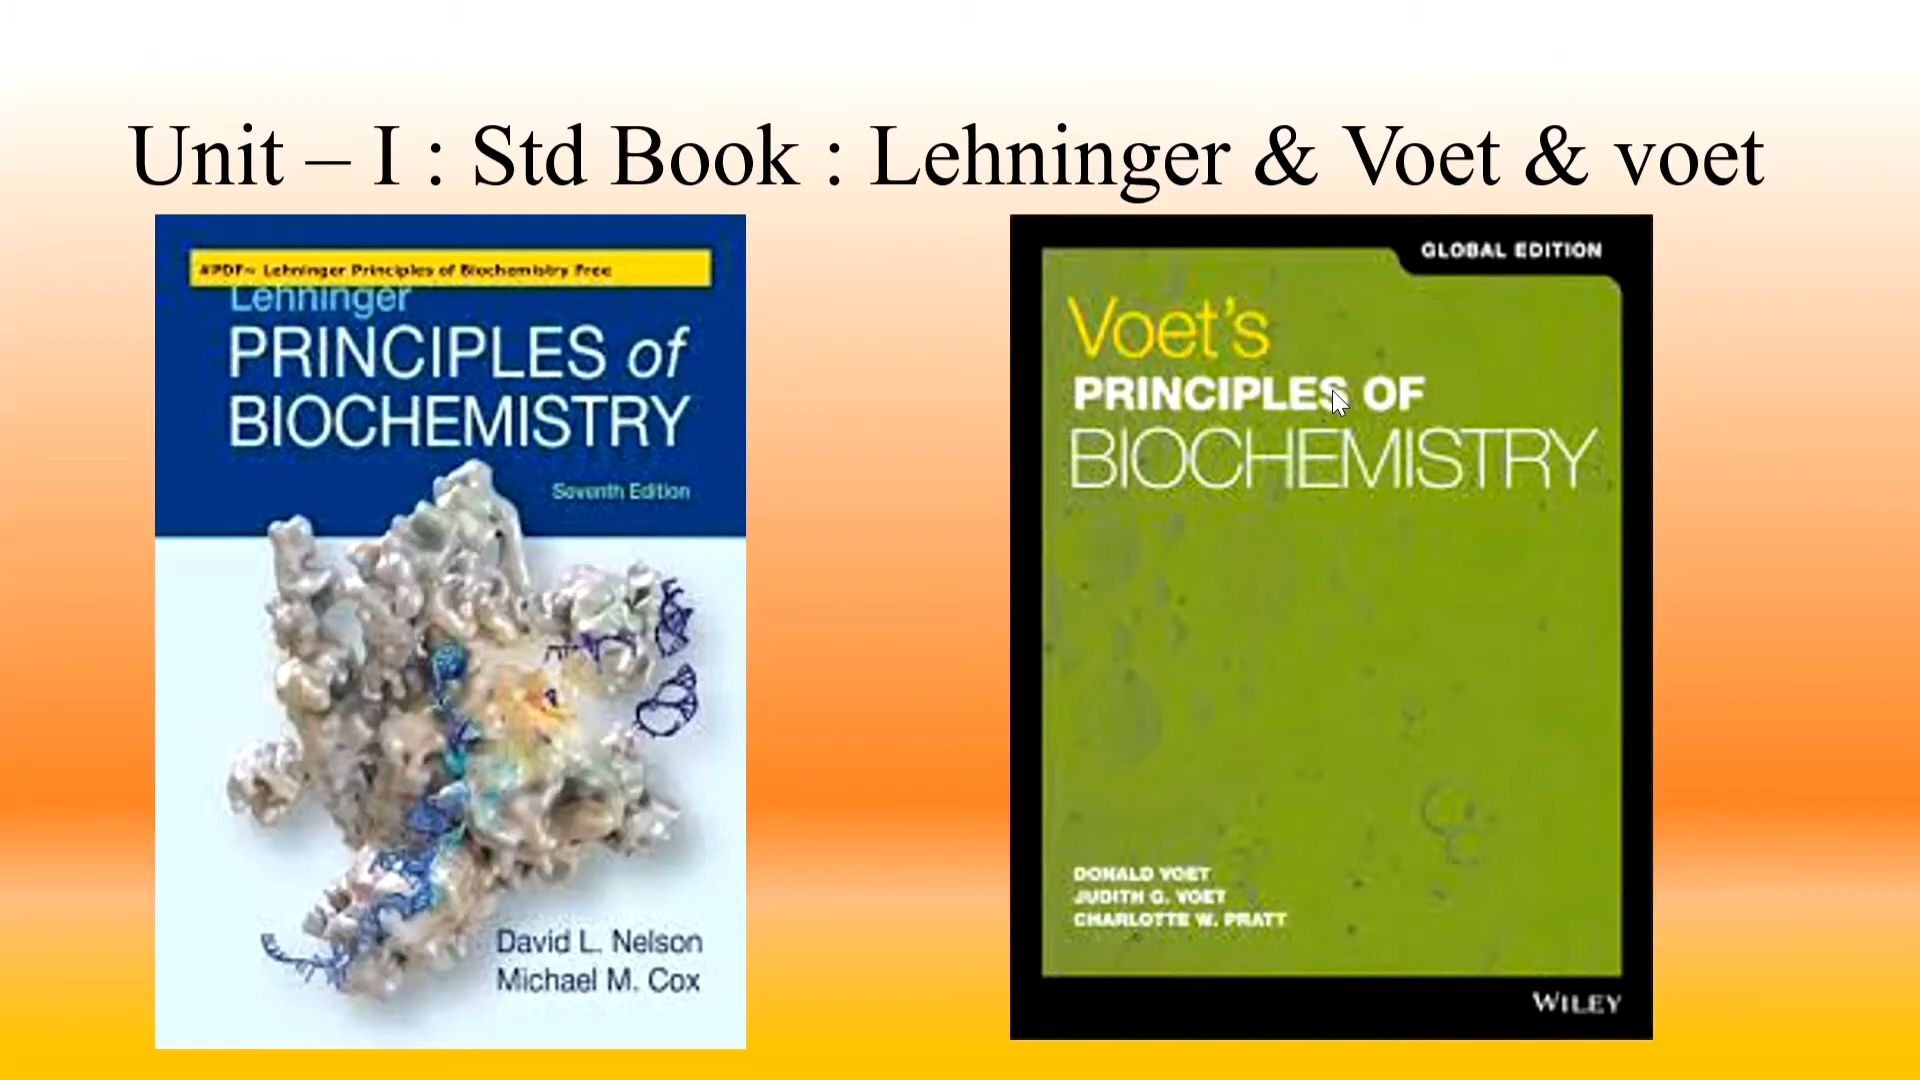 Unit – I : Std Book : Lehninger & Voet & voet
#PDF~ Lehninger Principles of Biochemistry Free
Lehninger
PRINCIPLES of
BIOCHEMISTRY
Seventh Edition
David L. Nelson
Michael M. Cox
GLOBAL EDITION
Voet's
PRINCIPLES OF
BIOCHEMISTRY
DONALD VOET
JUDITH G. VOET
CHARLOTTE W. PRATT
WILEY